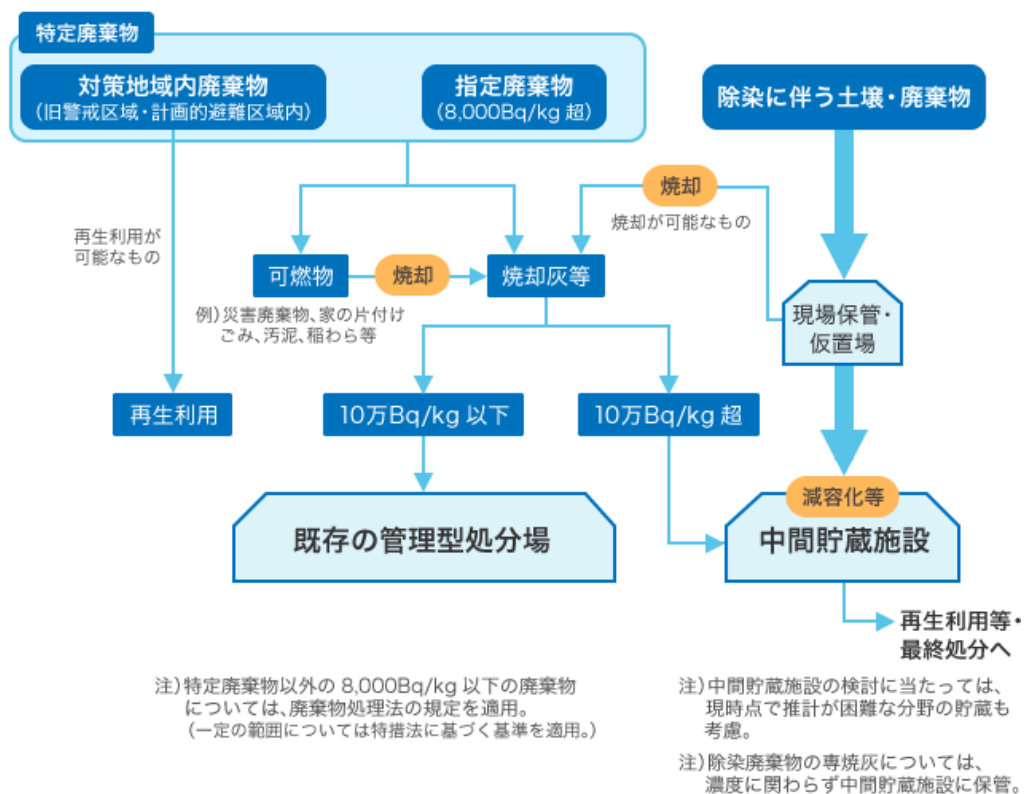 特定廃棄物
対策地域内廃棄物
（旧警戒区域・計画的避難区域内）
指定廃棄物
（8,000Bq/kg 超）
除染に伴う土壌・廃棄物
焼却
焼却が可能なもの
再生利用が
可能なもの
可燃物
焼却
焼却灰等
例）災害廃棄物、家の片付け
ごみ、汚泥、稲わら等
現場保管・
仮置場
再生利用
10万Bq/kg 以下
10万Bq/kg 超
減容化等
既存の管理型処分場
中間貯蔵施設
再生利用等・
最終処分へ
注）特定廃棄物以外の 8,000Bq/kg 以下の廃棄物
については、廃棄物処理法の規定を適用。
（一定の範囲については特措法に基づく基準を適用。）
注）中間貯蔵施設の検討に当たっては、
現時点で推計が困難な分野の貯蔵も
考慮。
注）除染廃棄物の専焼灰については、
濃度に関わらず中間貯蔵施設に保管。